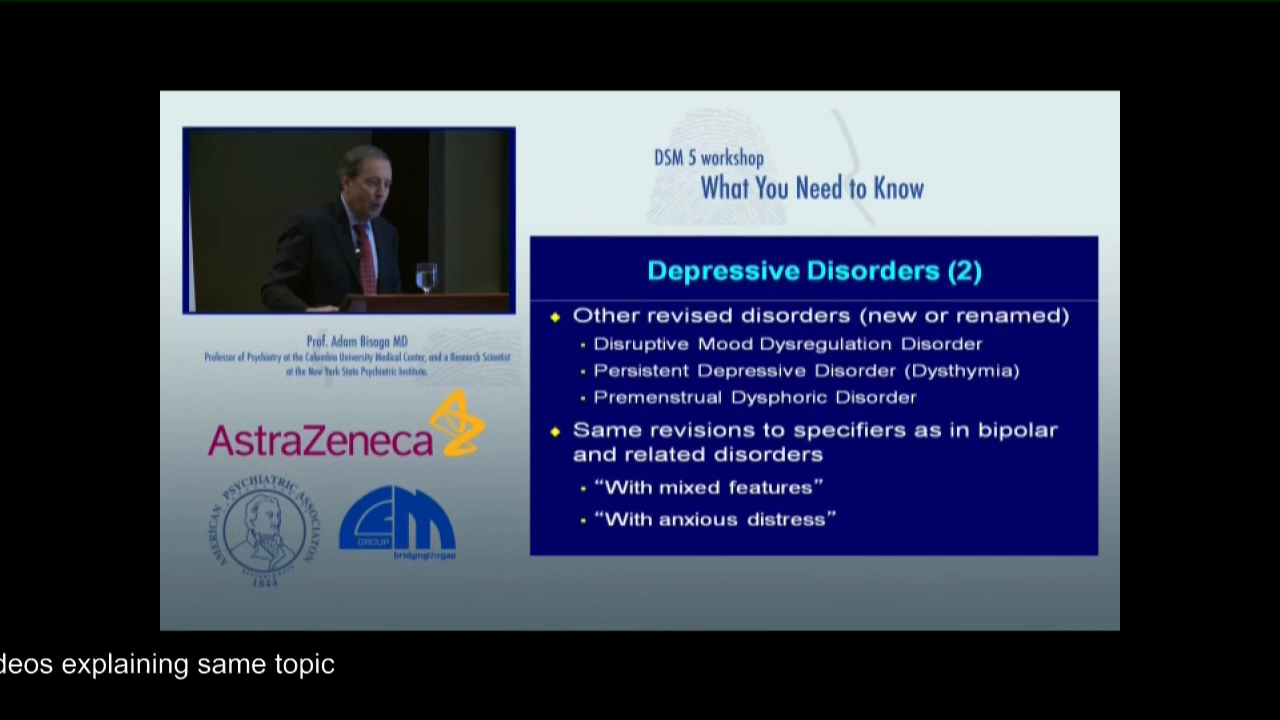 DSM 5 workshop
What You Need to Know
Prof. Adam Bisaga MD
Professor of Psychiatry at the Columbia University Medical Center, and a Research Scientist
at the New York State Psychiatric Institute.
AstraZeneca
AMERICAN PSYCHIATRIC ASSOCIATION
1844
GROUP
bridgingthegap
Depressive Disorders (2)
Other revised disorders (new or renamed)
Disruptive Mood Dysregulation Disorder
Persistent Depressive Disorder (Dysthymia)
Premenstrual Dysphoric Disorder
Same revisions to specifiers as in bipolar
and related disorders
“With mixed features”
“With anxious distress”
deos explaining same topic